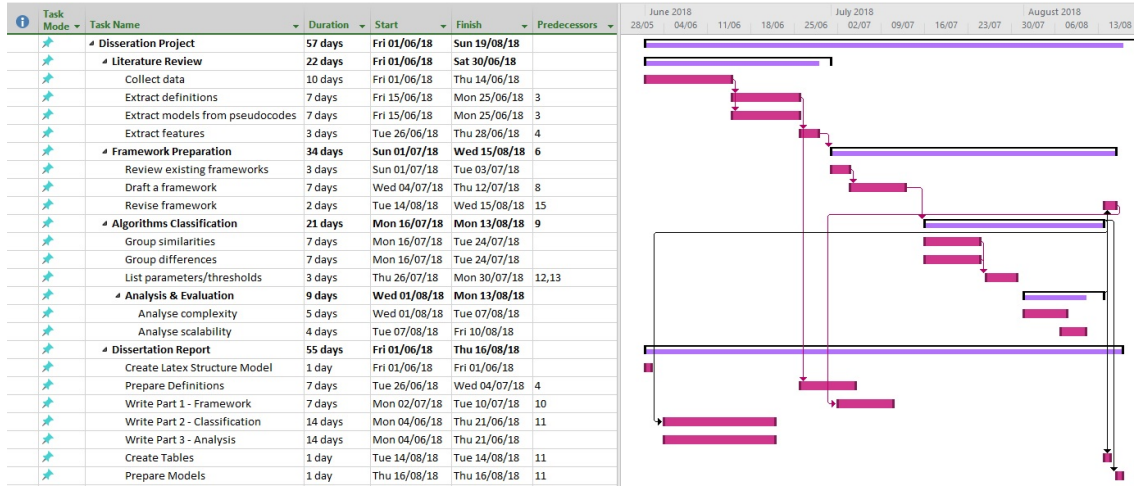 June 2018 July 2018 August 2018
Task Mode Task Name Duration Start Finish Predecessors 28/05 04/06 11/06 18/06 25/06 02/07 09/07 16/07 23/07 30/07 06/08 13/08
Disseration Project 57 days Fri 01/06/18 Sun 19/08/18
Literature Review 22 days Fri 01/06/18 Sat 30/06/18
Collect data 10 days Fri 01/06/18 Thu 14/06/18
Extract definitions 7 days Fri 15/06/18 Mon 25/06/18 3
Extract models from pseudocodes 7 days Fri 15/06/18 Mon 25/06/18 3
Extract features 3 days Tue 26/06/18 Thu 28/06/18 4
Framework Preparation 34 days Sun 01/07/18 Wed 15/08/18 6
Review existing frameworks 3 days Sun 01/07/18 Tue 03/07/18
Draft a framework 7 days Wed 04/07/18 Thu 12/07/18 8
Revise framework 2 days Tue 14/08/18 Wed 15/08/18 15
Algorithms Classification 21 days Mon 16/07/18 Mon 13/08/18 9
Group similarities 7 days Mon 16/07/18 Tue 24/07/18
Group differences 7 days Mon 16/07/18 Tue 24/07/18
List parameters/thresholds 3 days Thu 26/07/18 Mon 30/07/18 12,13
Analysis & Evaluation 9 days Wed 01/08/18 Mon 13/08/18
Analyse complexity 5 days Wed 01/08/18 Tue 07/08/18
Analyse scalability 4 days Tue 07/08/18 Fri 10/08/18
Dissertation Report 55 days Fri 01/06/18 Thu 16/08/18
Create Latex Structure Model 1 day Fri 01/06/18 Fri 01/06/18
Prepare Definitions 7 days Tue 26/06/18 Wed 04/07/18 4
Write Part 1 - Framework 7 days Mon 02/07/18 Tue 10/07/18 10
Write Part 2 - Classification 14 days Mon 04/06/18 Thu 21/06/18 11
Write Part 3 - Analysis 14 days Mon 04/06/18 Thu 21/06/18
Create Tables 1 day Tue 14/08/18 Tue 14/08/18 11
Prepare Models 1 day Thu 16/08/18 Thu 16/08/18 11